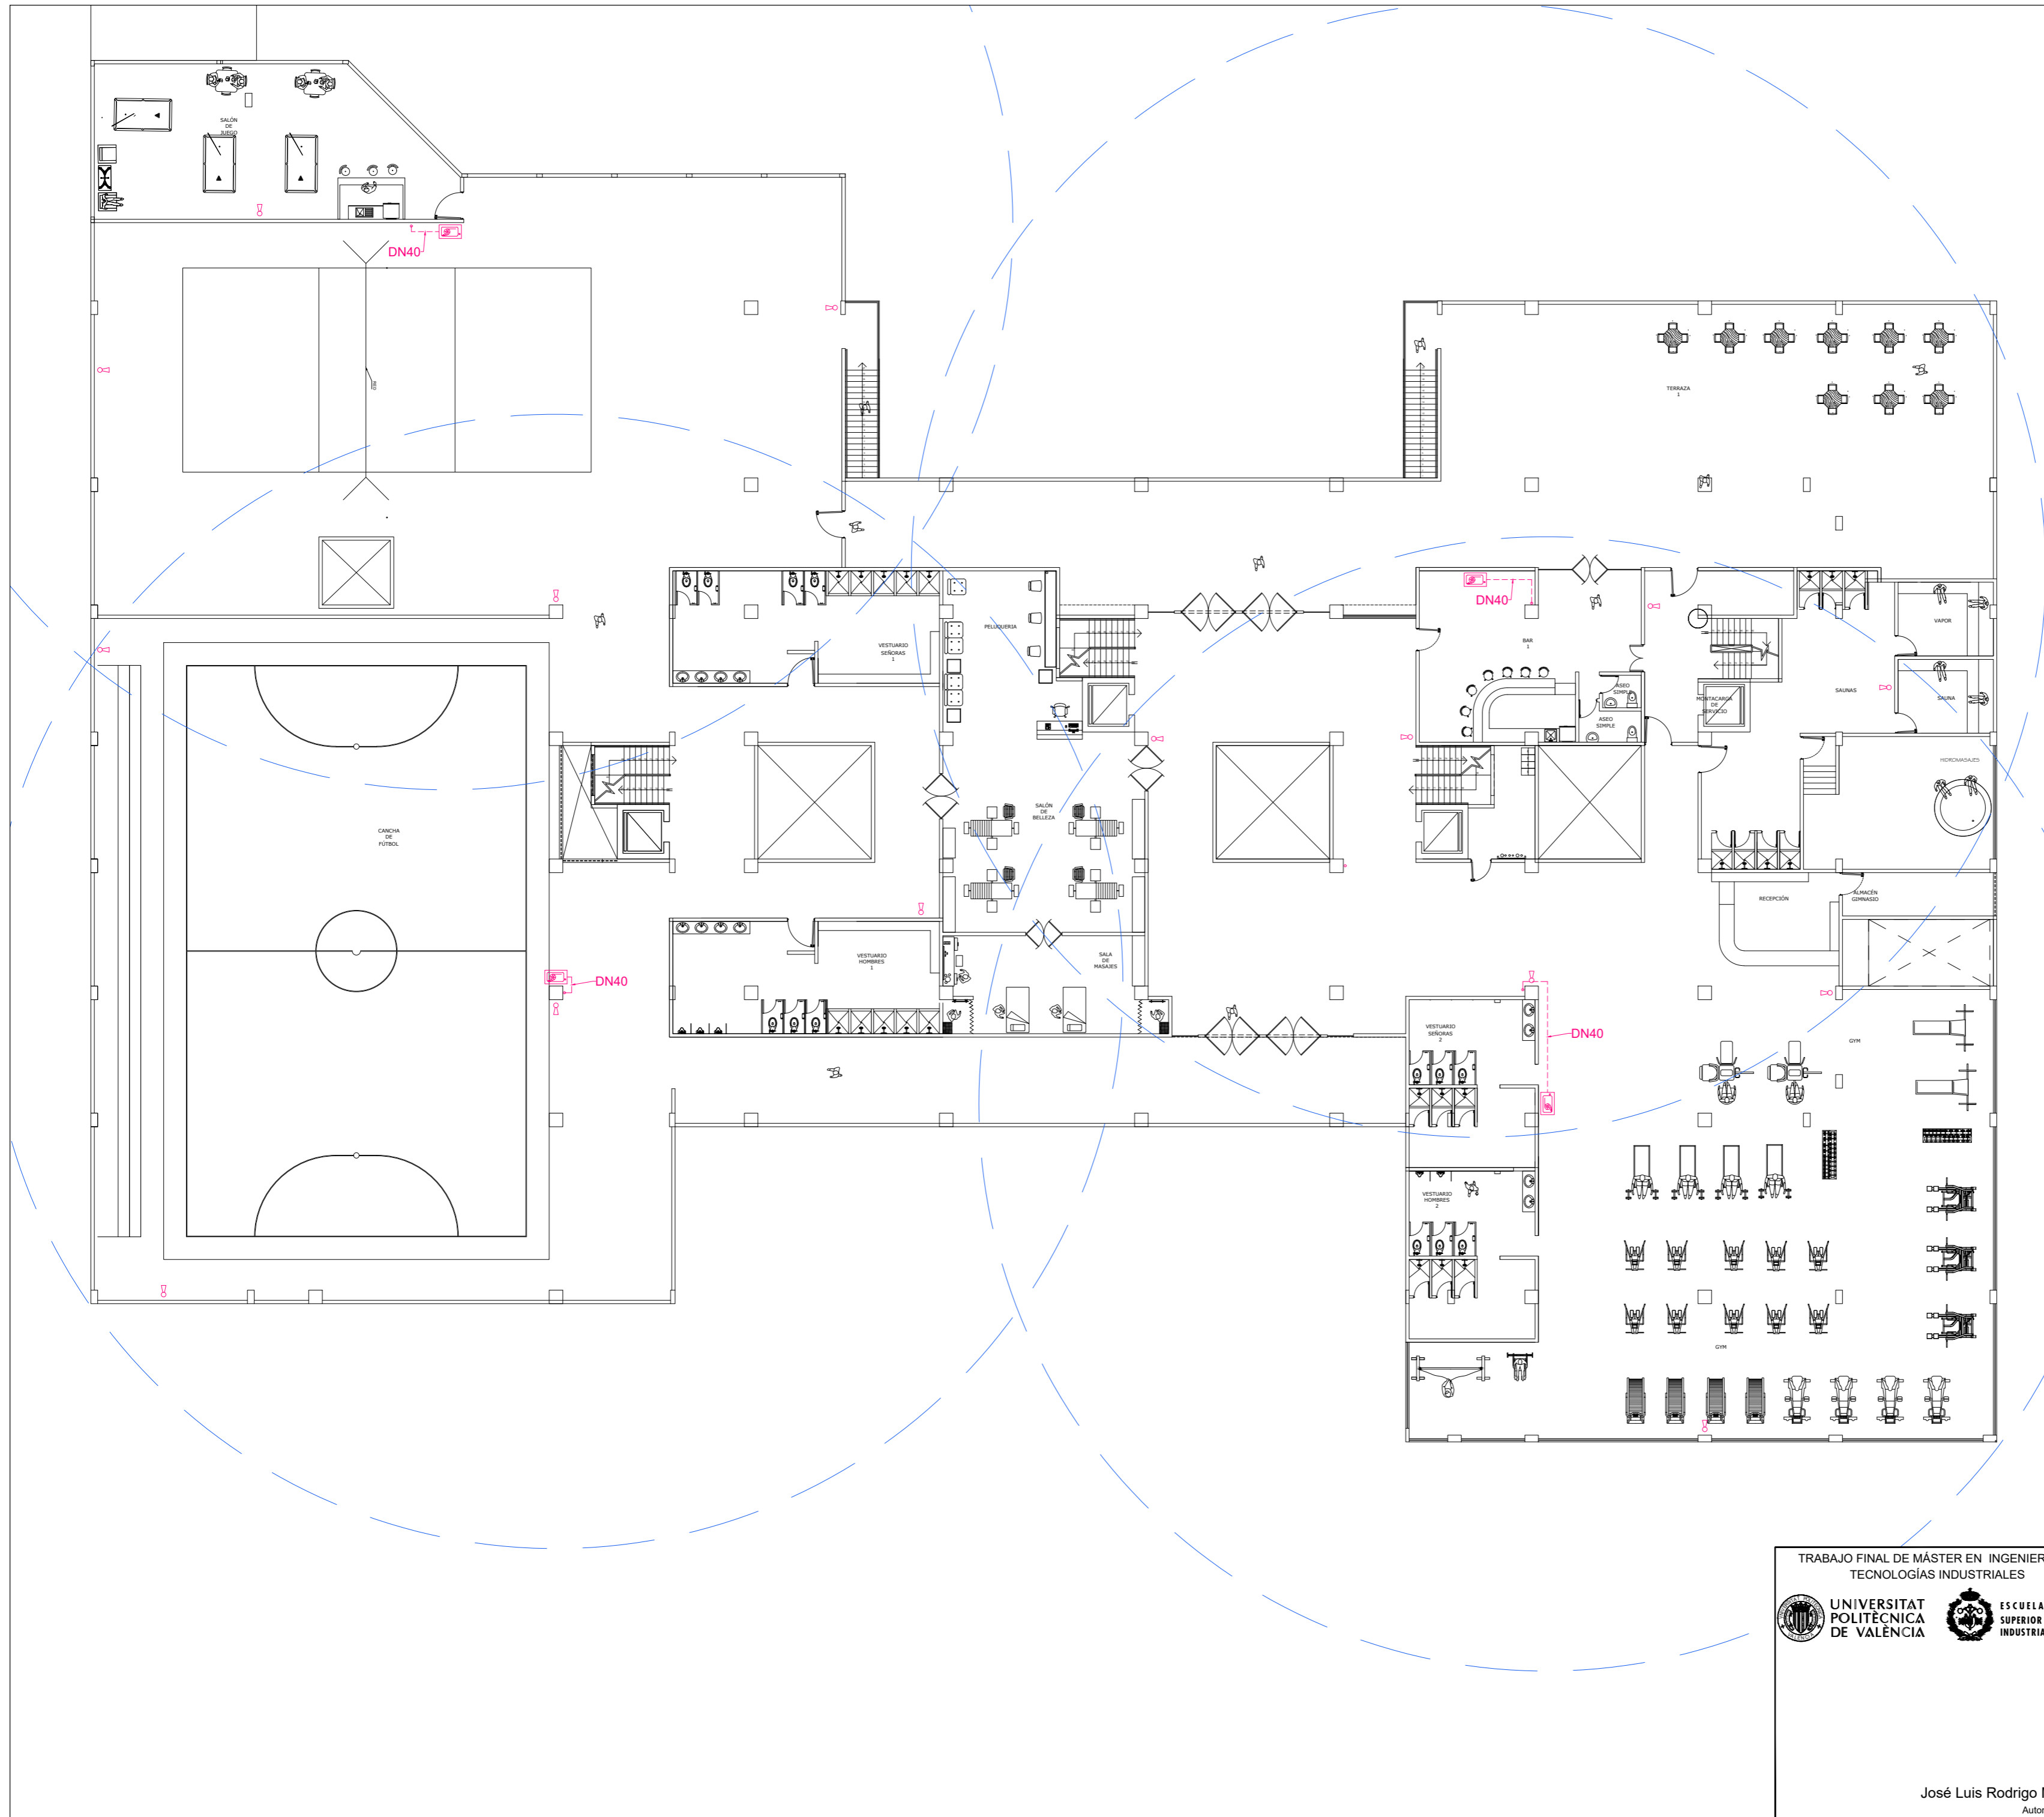 SALÓN
DE
JUEGO
DN40
RED
TERRAZA
1
DN40
VESTUARIO
SEÑORAS
1
PELUQUERIA
BAR
1
ASEO
SIMPLE
ASEO
SIMPLE
MONTACARGA
DE
SERVICIO
SAUNAS
VAPOR
SAUNA
HIDROMASAJES
CANCHA
DE
FÚTBOL
SALÓN
DE
BELLEZA
RECEPCIÓN
ALMACÉN
GIMNASIO
VESTUARIO
HOMBRES
1
SALA
DE
MASAJES
DN40
VESTUARIO
SEÑORAS
2
DN40
GYM
VESTUARIO
HOMBRES
2
GYM
TRABAJO FINAL DE MÁSTER EN INGENIER
TECNOLOGÍAS INDUSTRIALES
UNIVERSITAT
POLITÈCNICA
DE VALÈNCIA
ESCUELA
SUPERIOR
INDUSTRIA
José Luis Rodrigo
Auto